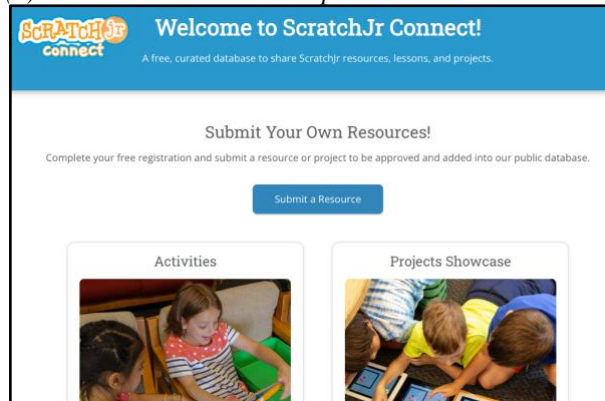 SCRATCH JR
connect
Welcome to ScratchJr Connect!
A free, curated database to share ScratchJr resources, lessons, and projects.
Submit Your Own Resources!
Complete your free registration and submit a resource or project to be approved and added into our public database.
Submit a Resource
Activities
Projects Showcase